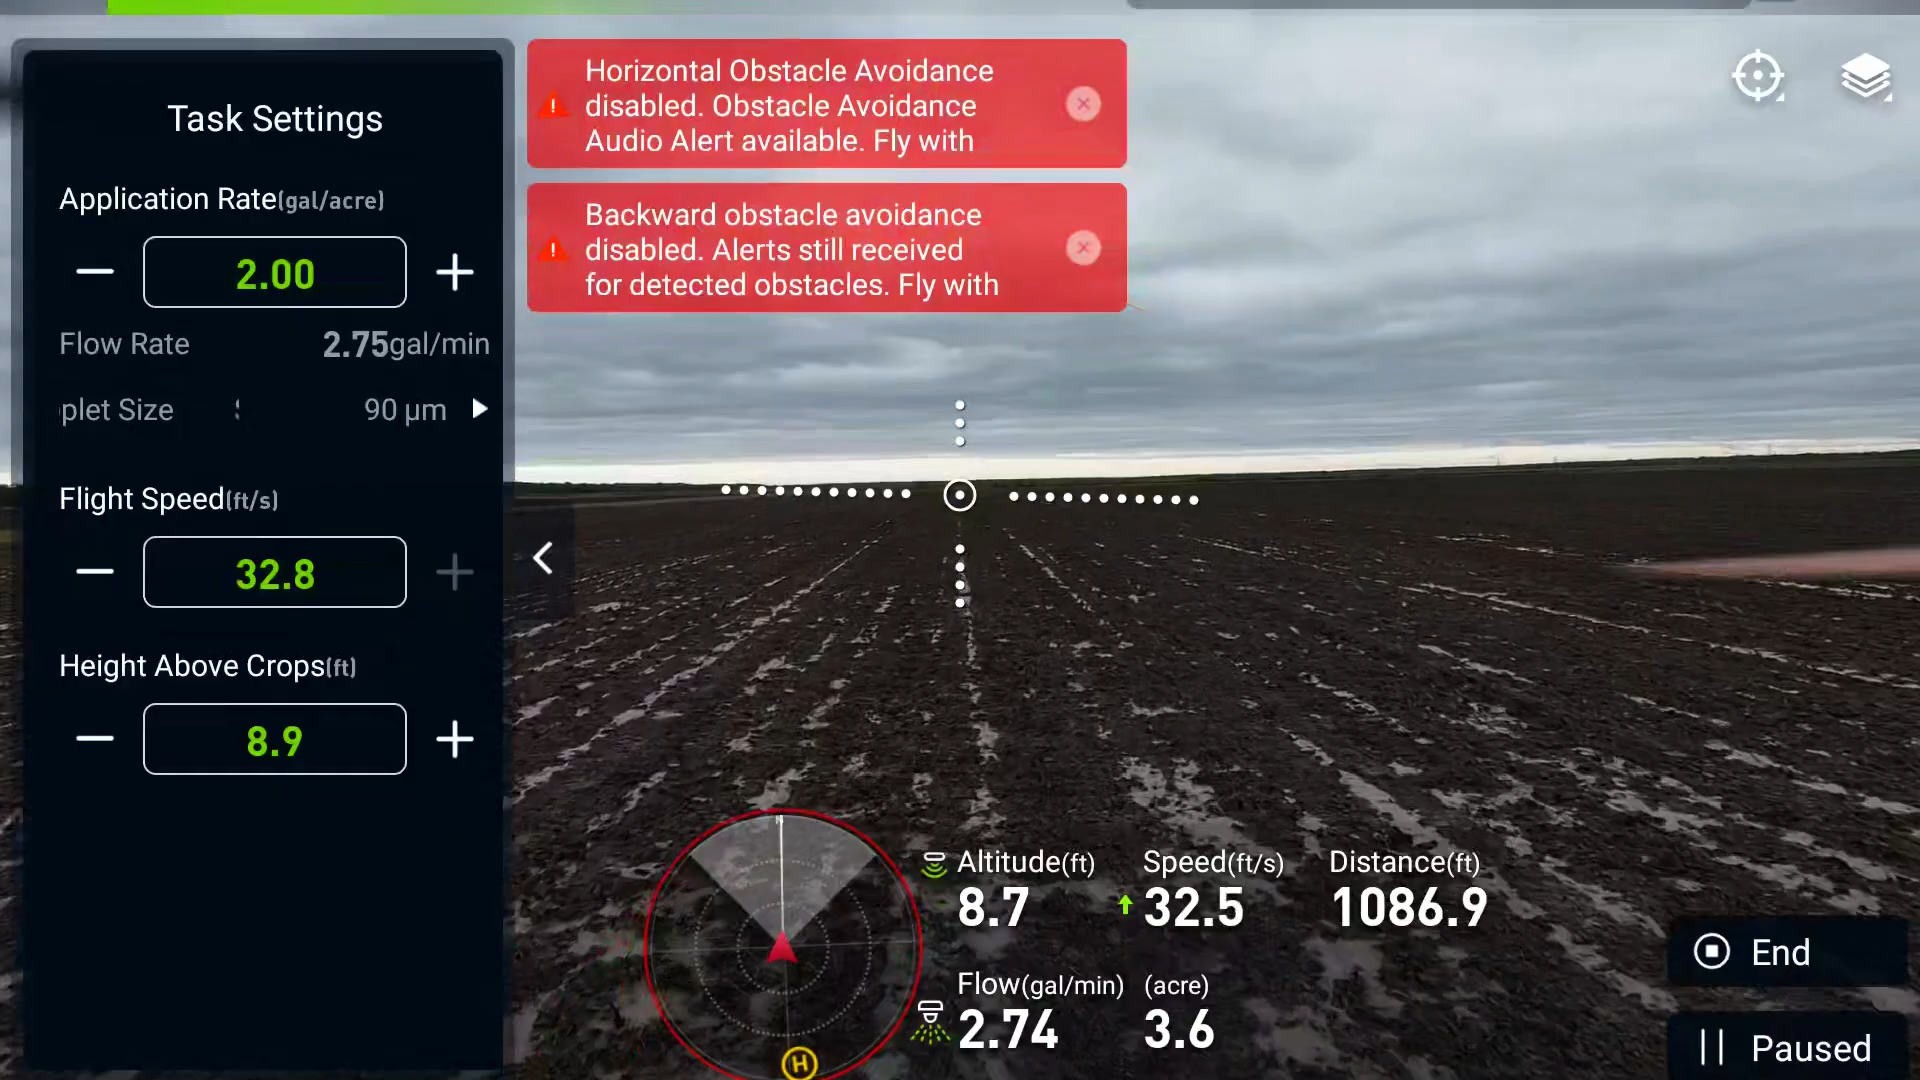 Task Settings
Application Rate(gal/acre)
2.00
Flow Rate 2.75gal/min
plet Size 90 µm
Flight Speed(ft/s)
32.8
Height Above Crops(ft)
8.9
Horizontal Obstacle Avoidance
disabled. Obstacle Avoidance
Audio Alert available. Fly with
Backward obstacle avoidance
disabled. Alerts still received
for detected obstacles. Fly with
N
H
Altitude(ft) Speed(ft/s) Distance(ft)
8.7 32.5 1086.9
Flow(gal/min) (acre)
2.74 3.6
End
Paused